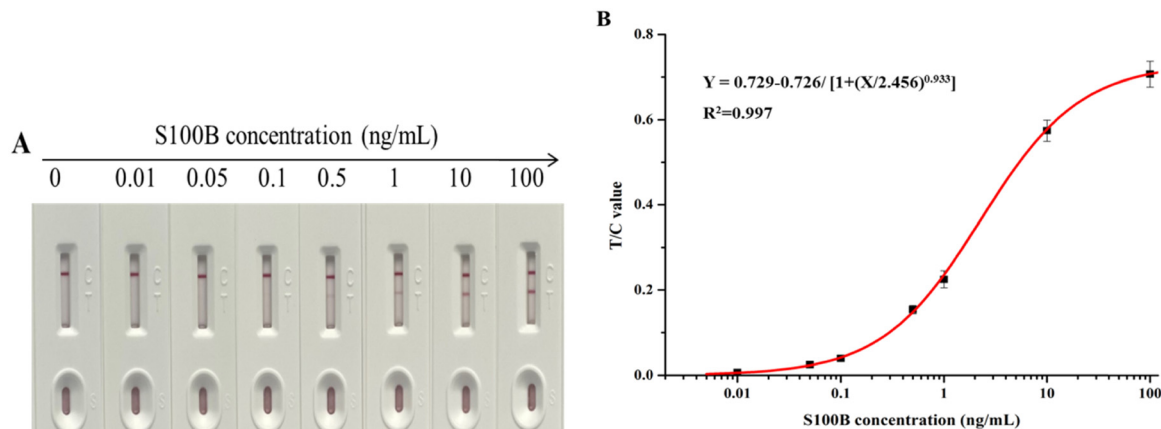 A
S100B concentration (ng/mL)
0 0.01 0.05 0.1 0.5 1 10 100
C C C C C C C C
T T T T T T T T
S S S S S S S S
B
Y = 0.729-0.726/ [1+(X/2.456)0.933]
R2=0.997
T/C value
0.8
0.6
0.4
0.2
0.0
0.01 0.1 1 10 100
S100B concentration (ng/mL)